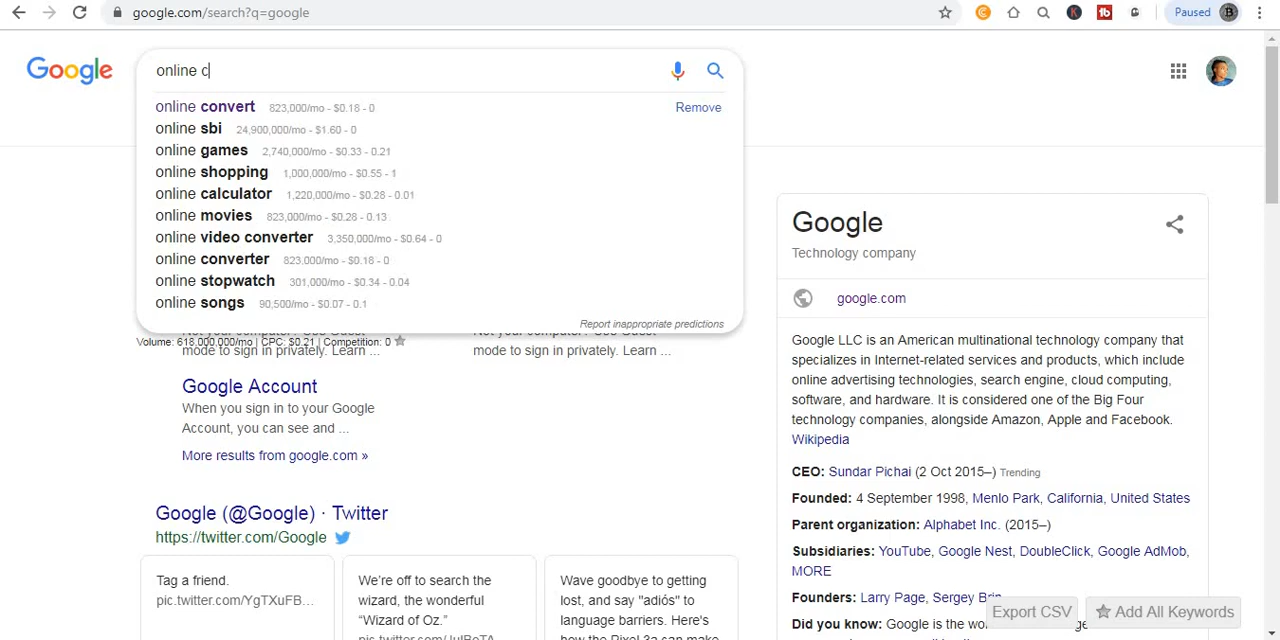 google.com/search?q=google
Paused
Google
online c
online convert 823,000/mo - $0.18 - 0
Remove
online sbi 24,900,000/mo - $1.60 - 0
online games 2,740,000/mo - $0.33 - 0.21
online shopping 1,000,000/mo - $0.55 - 1
online calculator 1,220,000/mo - $0.28 - 0.01
online movies 823,000/mo - $0.28 - 0.13
online video converter 3,350,000/mo - $0.64 - 0
online converter 823,000/mo - $0.18 - 0
online stopwatch 301,000/mo - $0.34 - 0.04
online songs 90,500/mo - $0.07 - 0.1
Report inappropriate predictions
Volume: 618,000,000/mo | CPC: $0.21 | Competition: 0
mode to sign in privately. Learn ...
mode to sign in privately. Learn ...
Google Account
When you sign in to your Google
Account, you can see and ...
More results from google.com »
Google (@Google) · Twitter
https://twitter.com/Google
Tag a friend.
pic.twitter.com/YgTXuFB...
We're off to search the
wizard, the wonderful
“Wizard of Oz.”
Wave goodbye to getting
lost, and say "adiós" to
language barriers. Here's
how the Pixel 3a can make
Google
Technology company
google.com
Google LLC is an American multinational technology company that
specializes in Internet-related services and products, which include
online advertising technologies, search engine, cloud computing,
software, and hardware. It is considered one of the Big Four
technology companies, alongside Amazon, Apple and Facebook.
Wikipedia
CEO: Sundar Pichai (2 Oct 2015–) Trending
Founded: 4 September 1998, Menlo Park, California, United States
Parent organization: Alphabet Inc. (2015–)
Subsidiaries: YouTube, Google Nest, DoubleClick, Google AdMob,
MORE
Founders: Larry Page, Sergey Brin
Did you know: Google is the
Export CSV
Add All Keywords